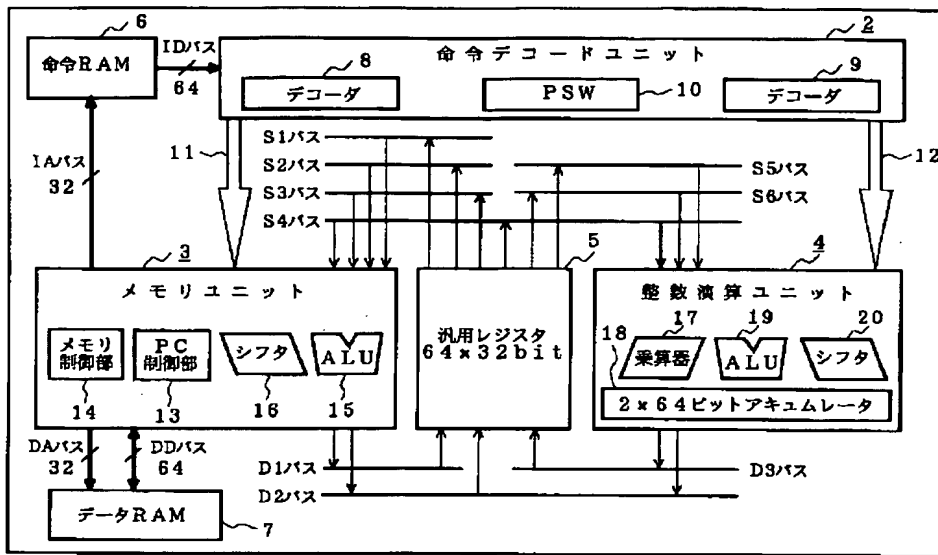 6
命令RAM
IDバス
64
2
命令デコードユニット
8
デコーダ
PSW
10
9
デコーダ
IAバス
32
11
12
S1バス
S2バス
S3バス
S4バス
S5バス
S6バス
3
メモリユニット
メモリ
制御部
14
PC
制御部
13
シフタ
16
ALU
15
5
汎用レジスタ
64×32bit
4
整数演算ユニット
17
乗算器
19
ALU
20
シフタ
18
2×64ビットアキュムレータ
DAバス
32
DDバス
64
D1バス
D2バス
D3バス
データRAM
7